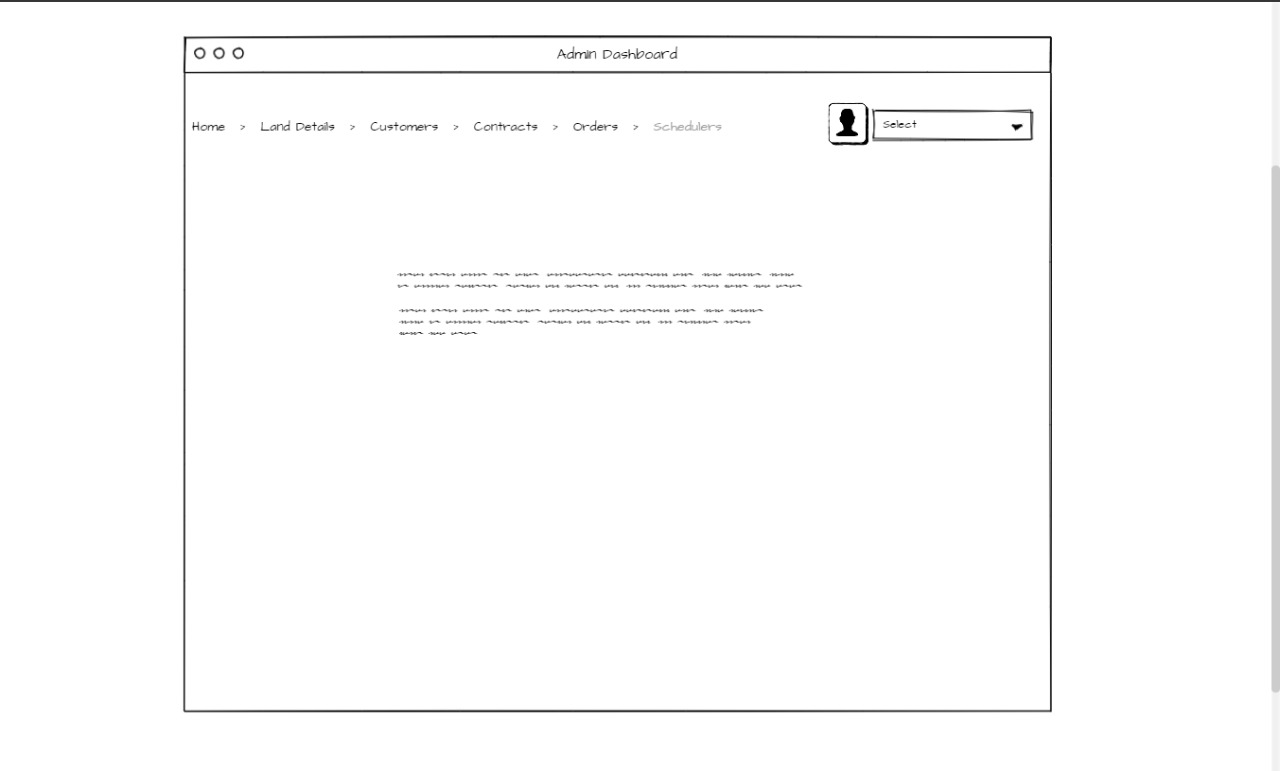 Admin Dashboard
Home > Land Details > Customers > Contracts > Orders > Schedulers
Select